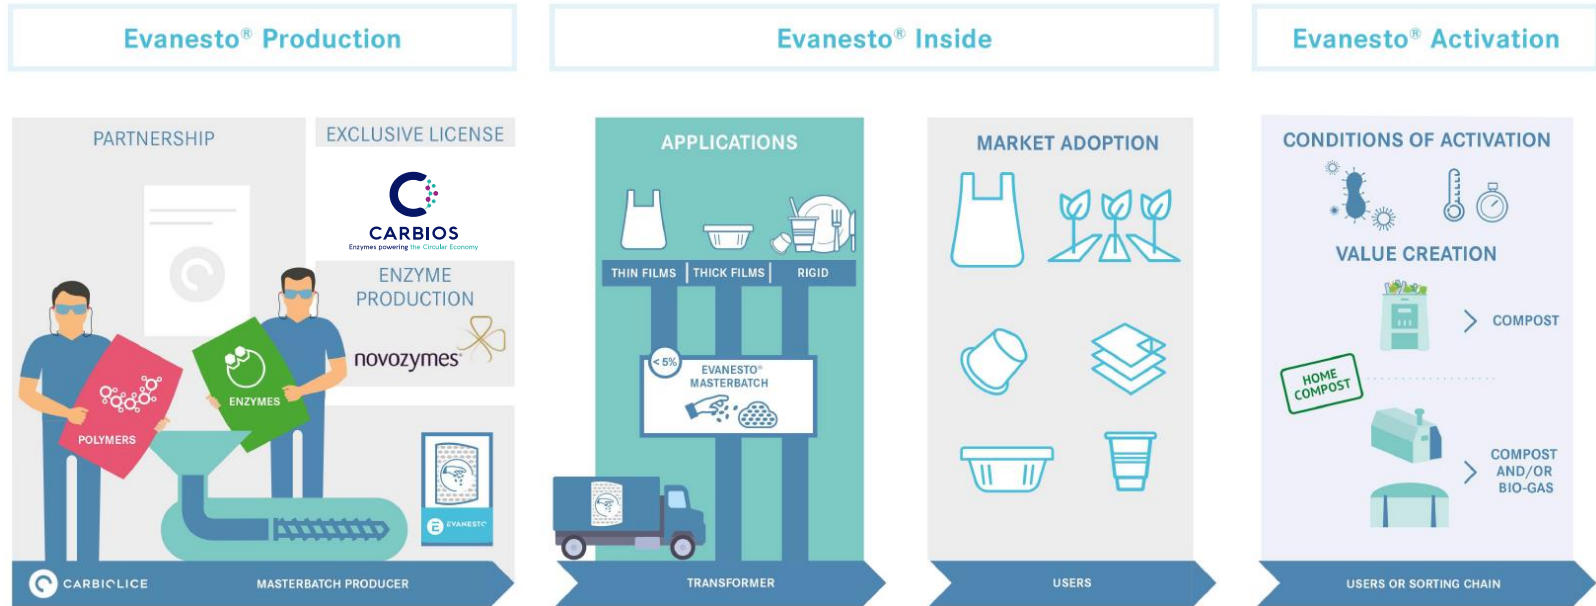 Evanesto® Production
Evanesto® Inside
Evanesto® Activation
PARTNERSHIP
EXCLUSIVE LICENSE
CARBIOS
Enzymes powering the Circular Economy
ENZYME
PRODUCTION
novozymes®
POLYMERS
ENZYMES
EVANESTO
CARBIOLICE
MASTERBATCH PRODUCER
APPLICATIONS
THIN FILMS
THICK FILMS
RIGID
< 5%
EVANESTO®
MASTERBATCH
TRANSFORMER
MARKET ADOPTION
USERS
CONDITIONS OF ACTIVATION
VALUE CREATION
COMPOST
HOME
COMPOST
COMPOST
AND/OR
BIO-GAS
USERS OR SORTING CHAIN